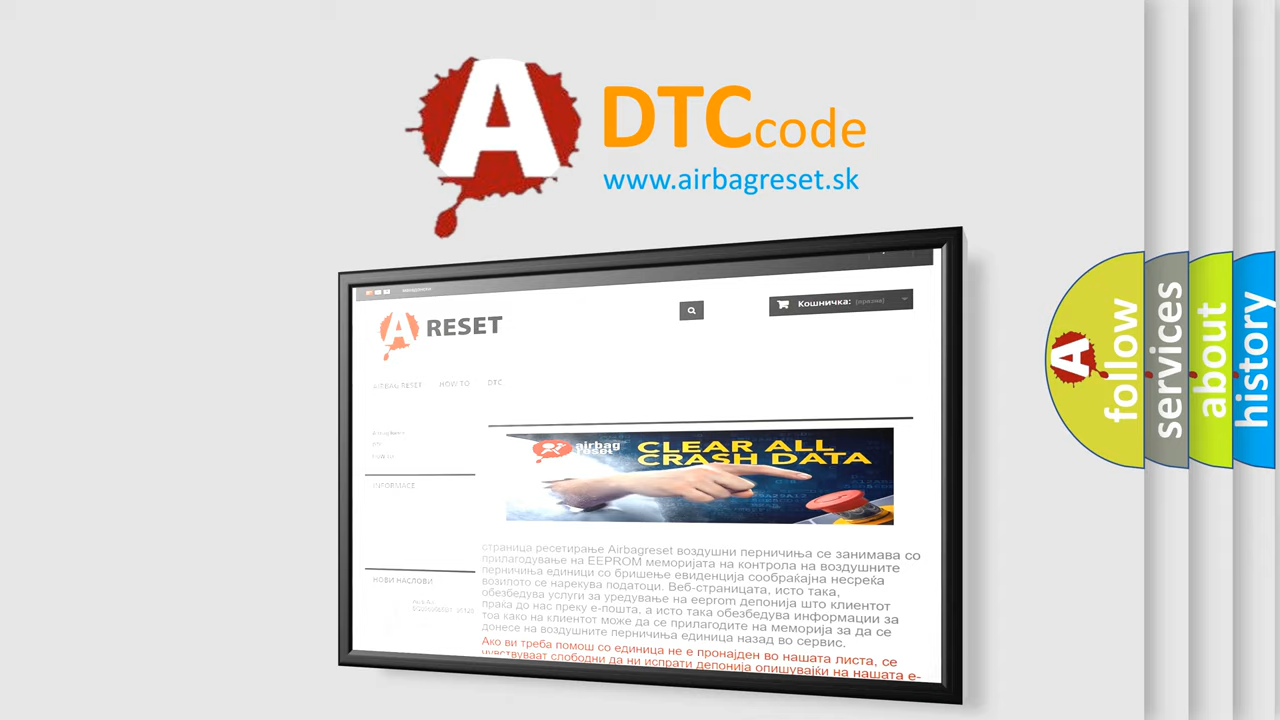 A DTC code
www.airbagreset.sk
A RESET
Кошничка: (празни)
AIRBAG RESET HOW TO DTC
INFORMACE
НОВИ НАСЛОВИ
airbag reset
CLEAR ALL
CRASH DATA
страница ресетирање Airbagreset воздушни перничиња се занимава со
прилагодување на EEPROM меморијата на контрола на воздушните
перничиња единици со бришење евиденција сообраќајна несреќа
возилото се нарекува податоци. Веб-страницата, исто така,
обезбедува услуги за уредување на eeprom депонија што клиентот
праќа до нас преку е-пошта, а исто така обезбедува информации за
тоа како на клиентот може да се прилагодите на меморија за да се
донесе на воздушните перничиња единица назад во сервис.
Ако ви треба помош со единица не е пронајден во нашата листа, се
чувствуваат слободни да ни испрати депонија опишувајќи на нашата е-
A follow
services
about
history